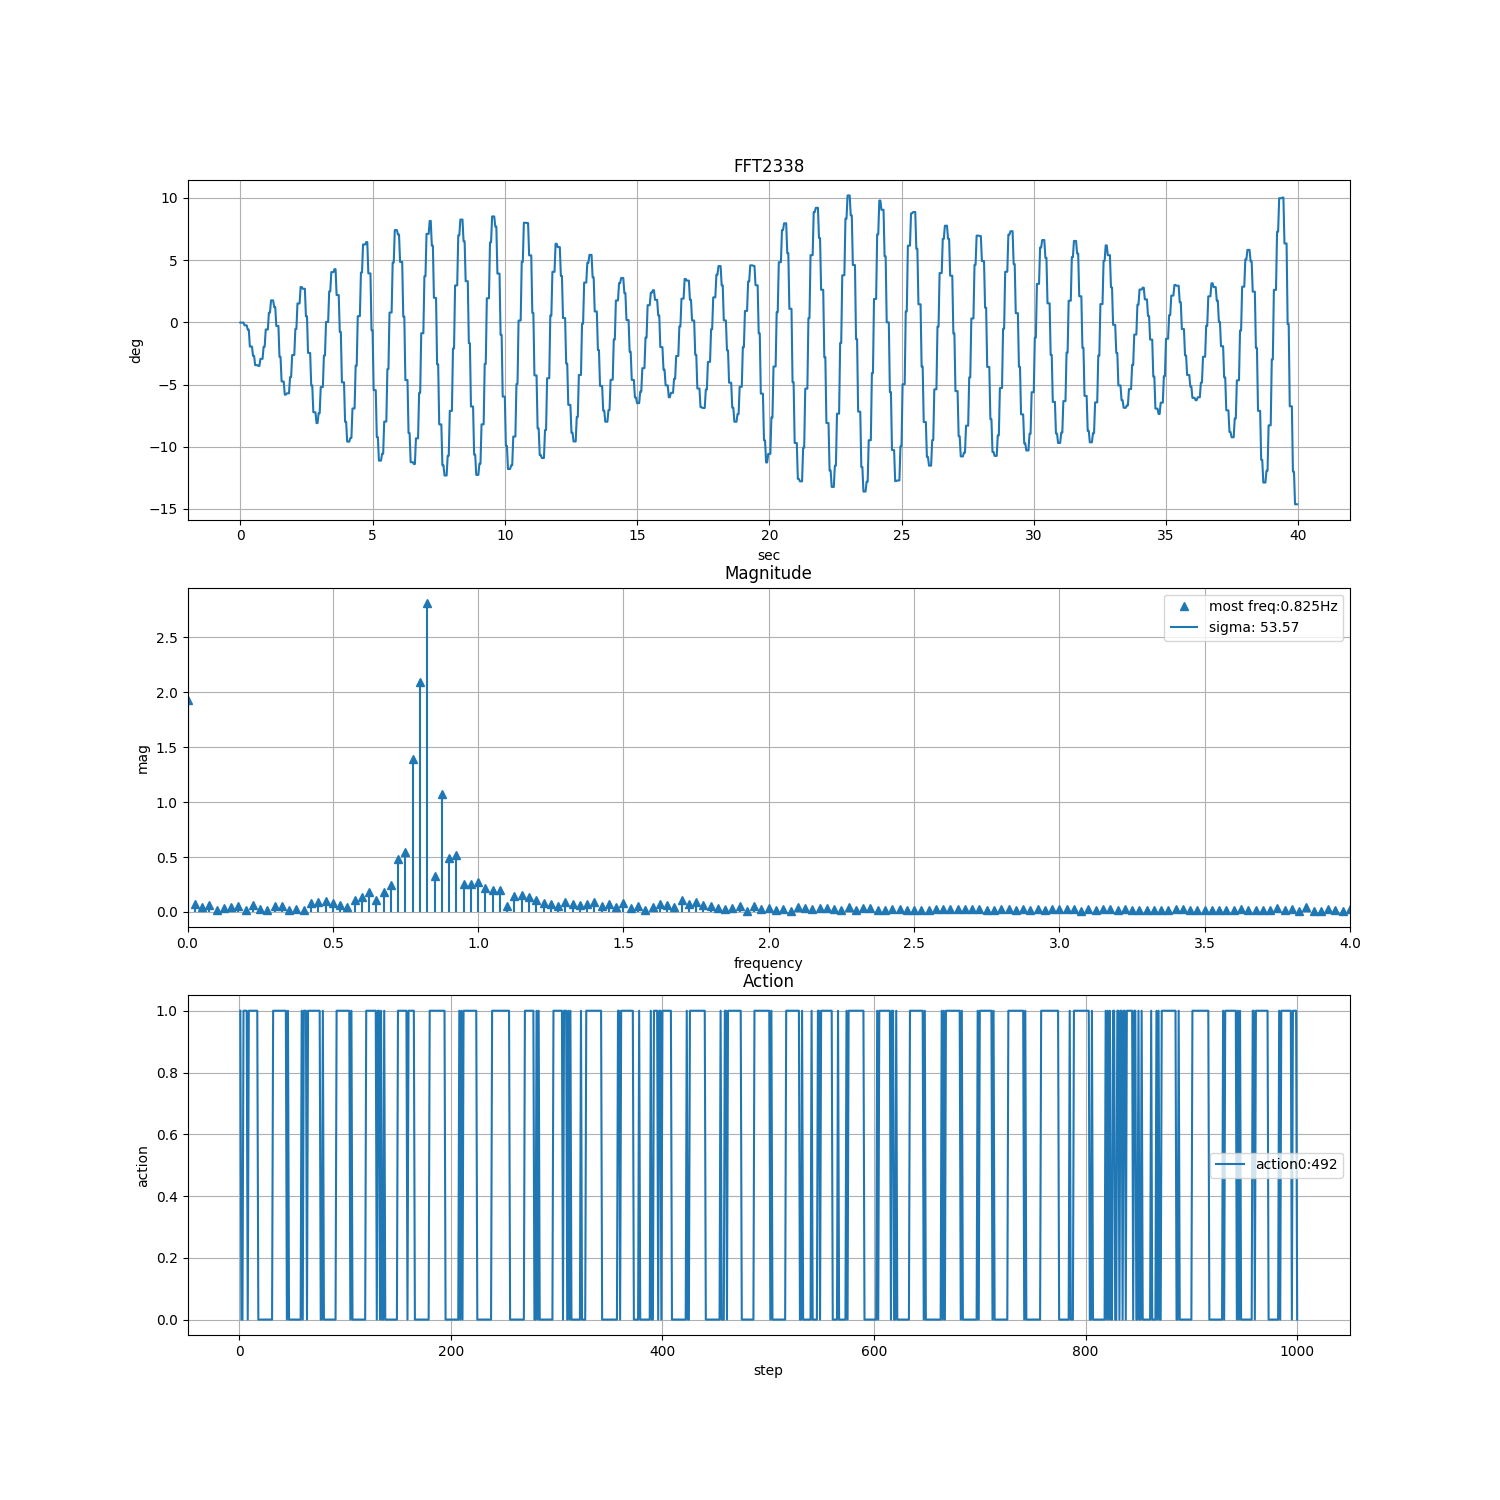 FFT2338
10
5
0
−5
−10
−15
deg
0 5 10 15 20 25 30 35 40
sec
Magnitude
most freq:0.825Hz
sigma: 53.57
2.5
2.0
1.5
1.0
0.5
0.0
mag
0.0 0.5 1.0 1.5 2.0 2.5 3.0 3.5 4.0
frequency
Action
1.0
0.8
0.6
0.4
0.2
0.0
action
action0:492
0 200 400 600 800 1000
step